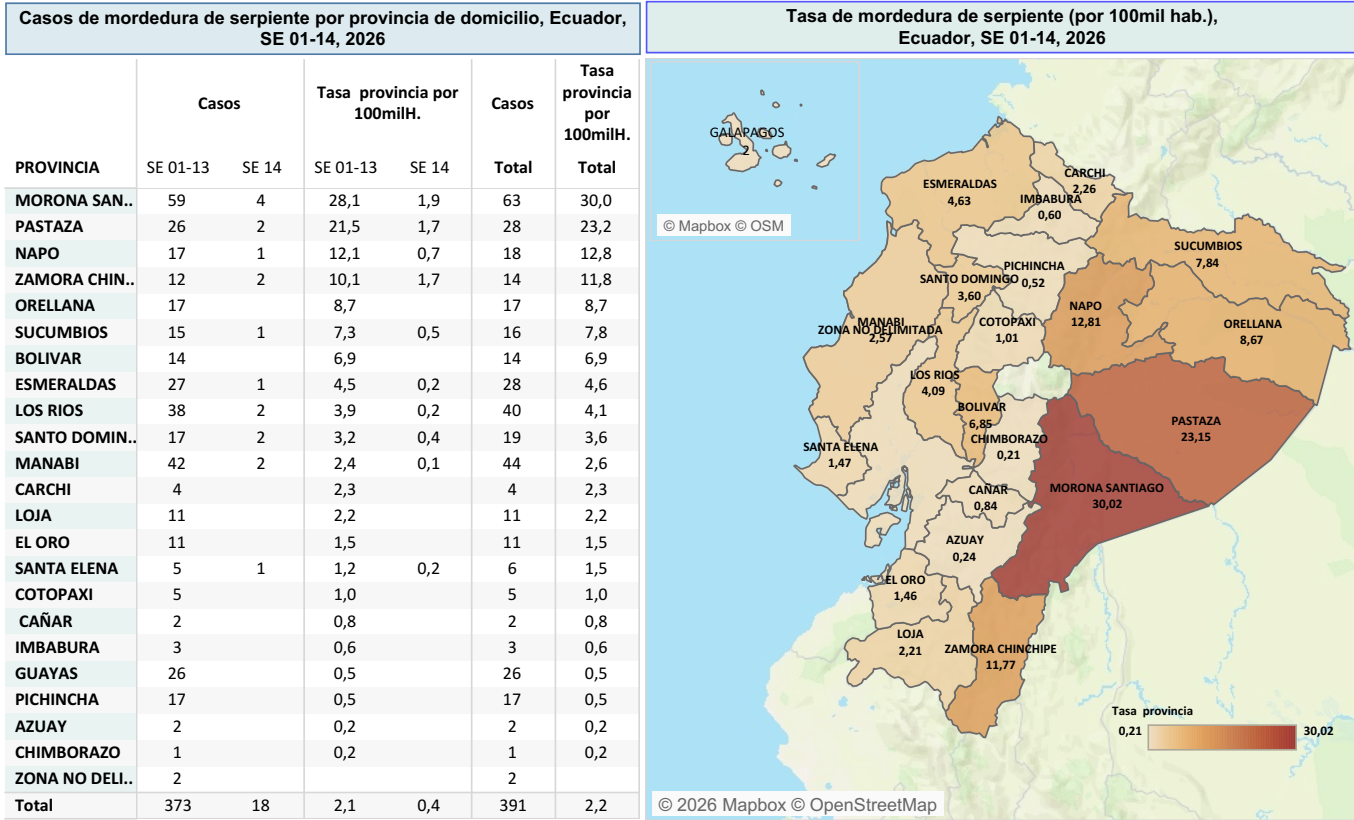 Casos de mordedura de serpiente por provincia de domicilio, Ecuador,
SE 01-14, 2026
Casos
Tasa provincia por
100milH.
Casos
Tasa
provincia
por
100milH.
PROVINCIA SE 01-13 SE 14 SE 01-13 SE 14 Total Total
MORONA SAN.. 59 4 28,1 1,9 63 30,0
PASTAZA 26 2 21,5 1,7 28 23,2
NAPO 17 1 12,1 0,7 18 12,8
ZAMORA CHIN.. 12 2 10,1 1,7 14 11,8
ORELLANA 17 8,7 17 8,7
SUCUMBIOS 15 1 7,3 0,5 16 7,8
BOLIVAR 14 6,9 14 6,9
ESMERALDAS 27 1 4,5 0,2 28 4,6
LOS RIOS 38 2 3,9 0,2 40 4,1
SANTO DOMIN.. 17 2 3,2 0,4 19 3,6
MANABI 42 2 2,4 0,1 44 2,6
CARCHI 4 2,3 4 2,3
LOJA 11 2,2 11 2,2
EL ORO 11 1,5 11 1,5
SANTA ELENA 5 1 1,2 0,2 6 1,5
COTOPAXI 5 1,0 5 1,0
CAÑAR 2 0,8 2 0,8
IMBABURA 3 0,6 3 0,6
GUAYAS 26 0,5 26 0,5
PICHINCHA 17 0,5 17 0,5
AZUAY 2 0,2 2 0,2
CHIMBORAZO 1 0,2 1 0,2
ZONA NO DELI.. 2 2
Total 373 18 2,1 0,4 391 2,2
Tasa de mordedura de serpiente (por 100mil hab.),
Ecuador, SE 01-14, 2026
GALAPAGOS
2
© Mapbox © OSM
ESMERALDAS
4,63
CARCHI
2,26
IMBABURA
0,60
SUCUMBIOS
7,84
PICHINCHA
0,52
SANTO DOMINGO
3,60
NAPO
12,81
MANABI
ZONA NO DELIMITADA
2,57
COTOPAXI
1,01
ORELLANA
8,67
LOS RIOS
4,09
BOLIVAR
6,85
PASTAZA
23,15
CHIMBORAZO
0,21
SANTA ELENA
1,47
MORONA SANTIAGO
30,02
CAÑAR
0,84
AZUAY
0,24
EL ORO
1,46
LOJA
2,21
ZAMORA CHINCHIPE
11,77
Tasa provincia
0,21 30,02
© 2026 Mapbox © OpenStreetMap